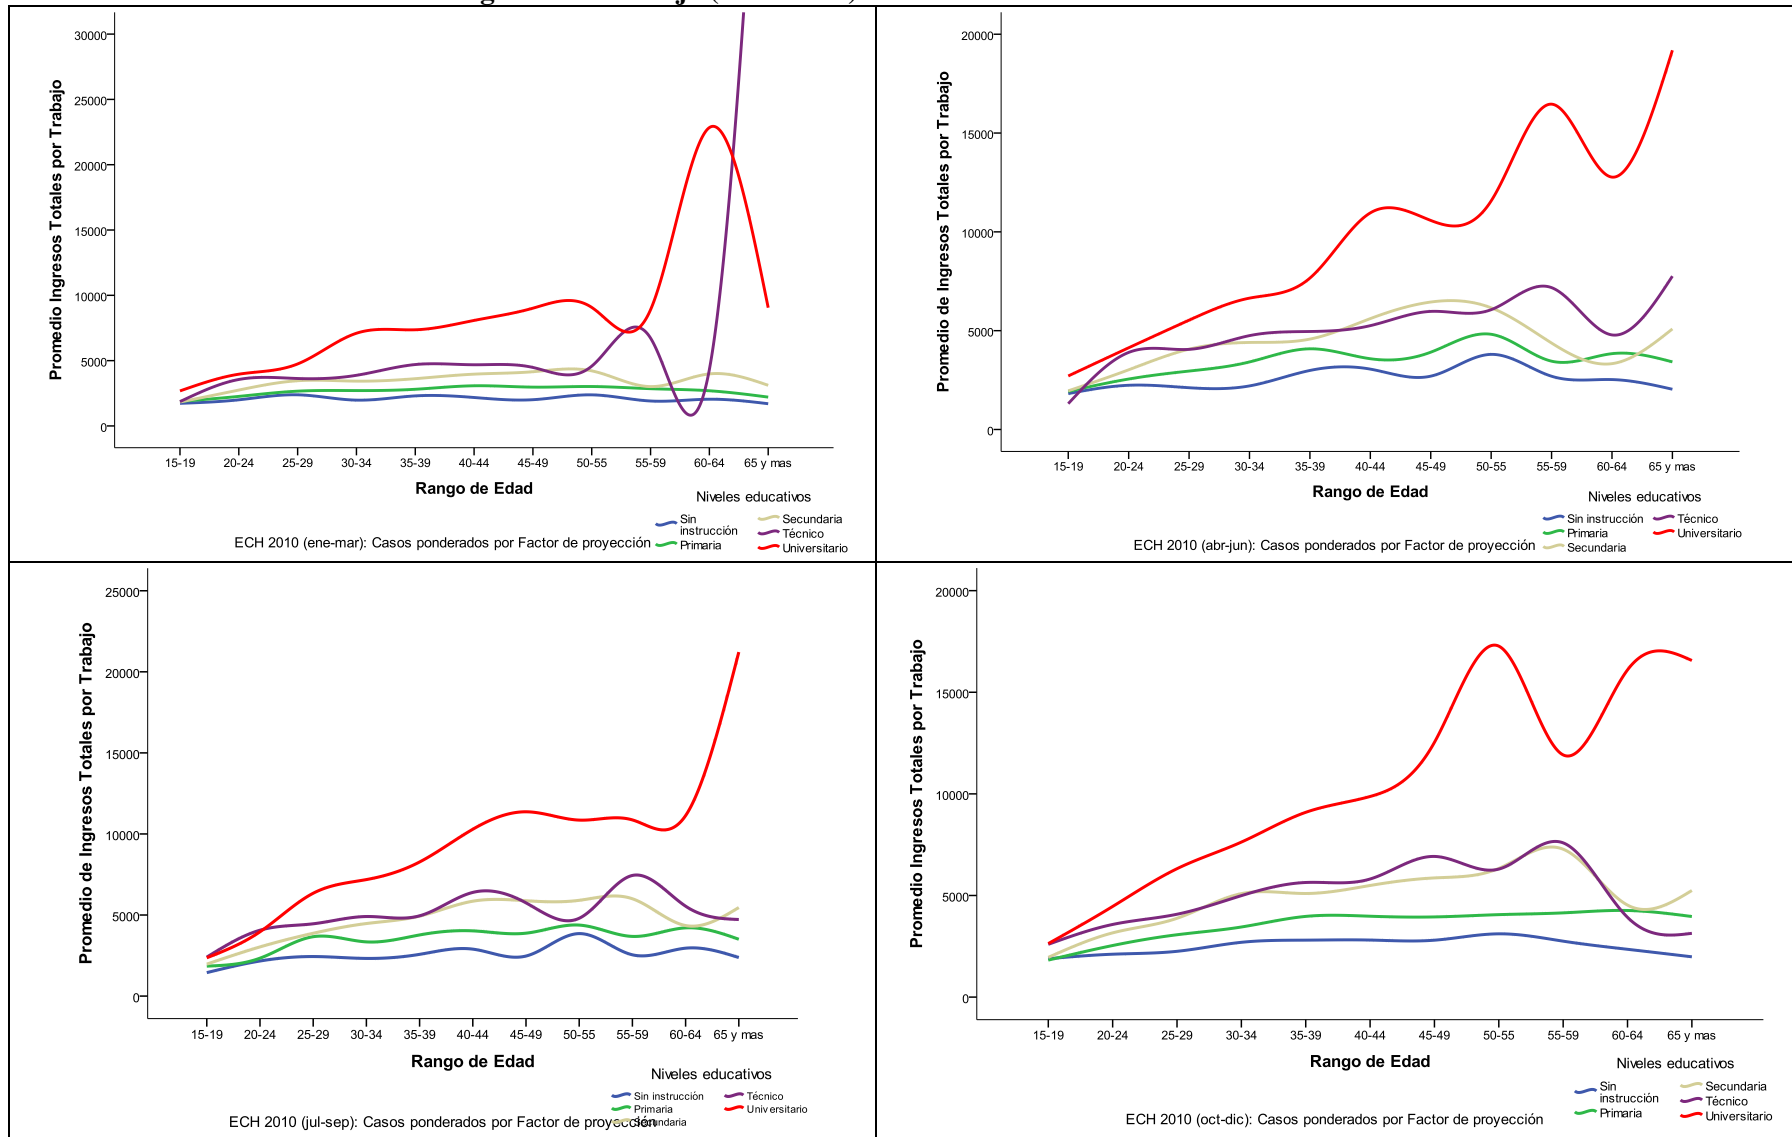 30000
25000
20000
15000
10000
5000
0
Promedio Ingresos Totales por Trabajo
15-19 20-24 25-29 30-34 35-39 40-44 45-49 50-55 55-59 60-64 65 y mas
Rango de Edad
Niveles educativos
Sin instrucción
Primaria
Secundaria
Técnico
Universitario
ECH 2010 (ene-mar): Casos ponderados por Factor de proyección
20000
15000
10000
5000
0
Promedio de Ingresos Totales por Trabajo
15-19 20-24 25-29 30-34 35-39 40-44 45-49 50-55 55-59 60-64 65 y mas
Rango de Edad
Niveles educativos
Sin instrucción
Primaria
Secundaria
Técnico
Universitario
ECH 2010 (abr-jun): Casos ponderados por Factor de proyección
25000
20000
15000
10000
5000
0
Promedio de Ingresos Totales por Trabajo
15-19 20-24 25-29 30-34 35-39 40-44 45-49 50-55 55-59 60-64 65 y mas
Rango de Edad
Niveles educativos
Sin instrucción
Primaria
Secundaria
Técnico
Universitario
ECH 2010 (jul-sep): Casos ponderados por Factor de proyección
20000
15000
10000
5000
0
Promedio Ingresos Totales por Trabajo
15-19 20-24 25-29 30-34 35-39 40-44 45-49 50-55 55-59 60-64 65 y mas
Rango de Edad
Niveles educativos
Sin
instrucción
Primaria
Secundaria
Técnico
Universitario
ECH 2010 (oct-dic): Casos ponderados por Factor de proyección